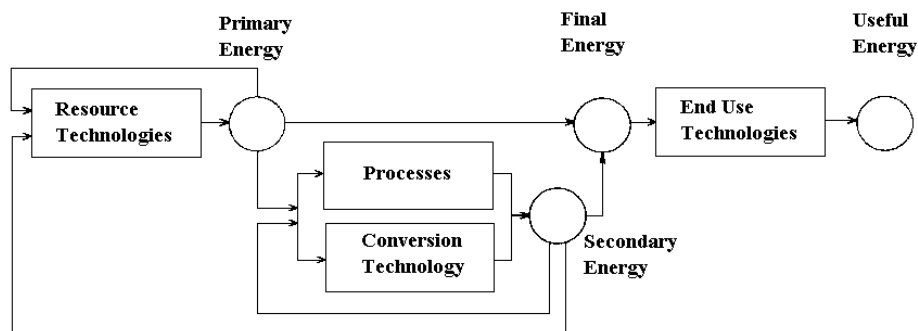 Primary
Energy
Final
Energy
Useful
Energy
Resource
Technologies
End Use
Technologies
Processes
Conversion
Technology
Secondary
Energy